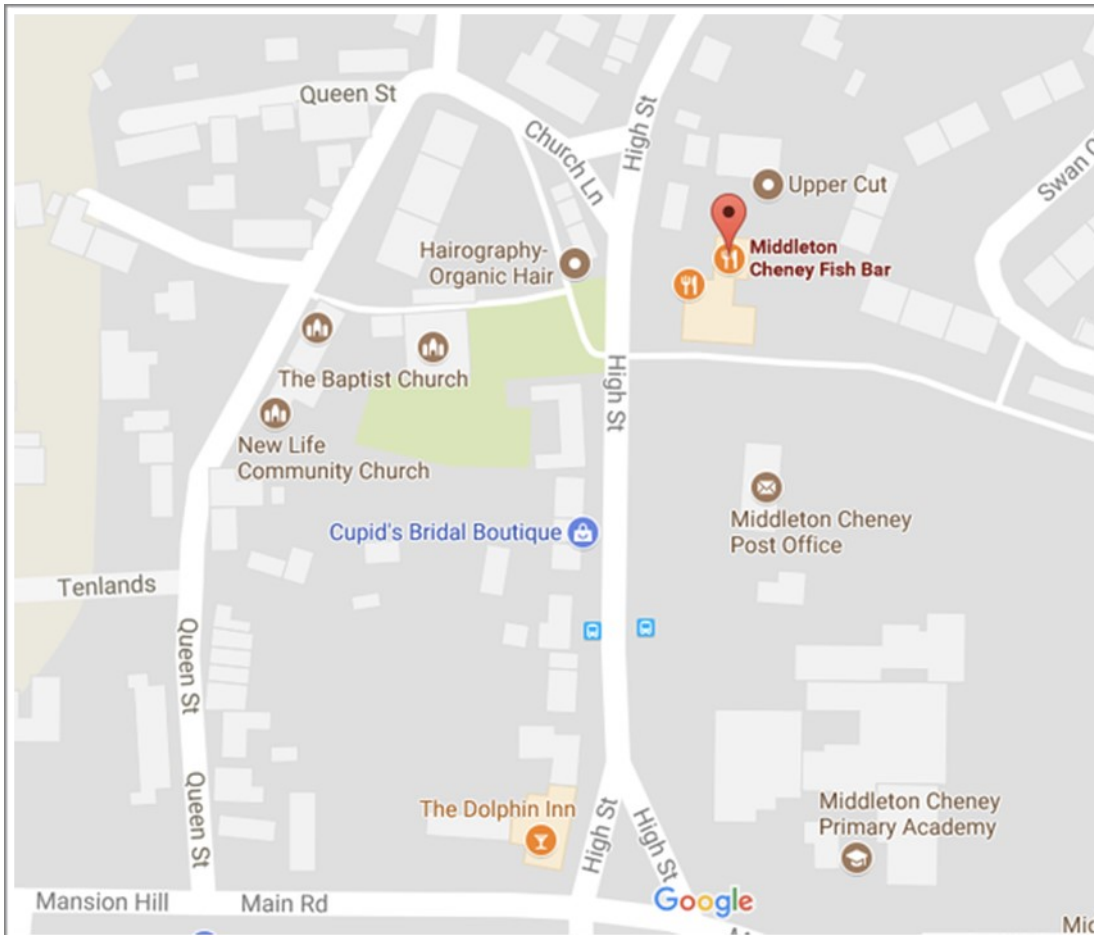 Queen St
Church Ln
High St
Upper Cut
Swan
Hairography-
Organic Hair
Middleton
Cheney Fish Bar
The Baptist Church
High St
New Life
Community Church
Cupid's Bridal Boutique
Middleton Cheney
Post Office
Tenlands
Queen St
Queen St
The Dolphin Inn
High St
High St
Middleton Cheney
Primary Academy
Mansion Hill
Main Rd
Google